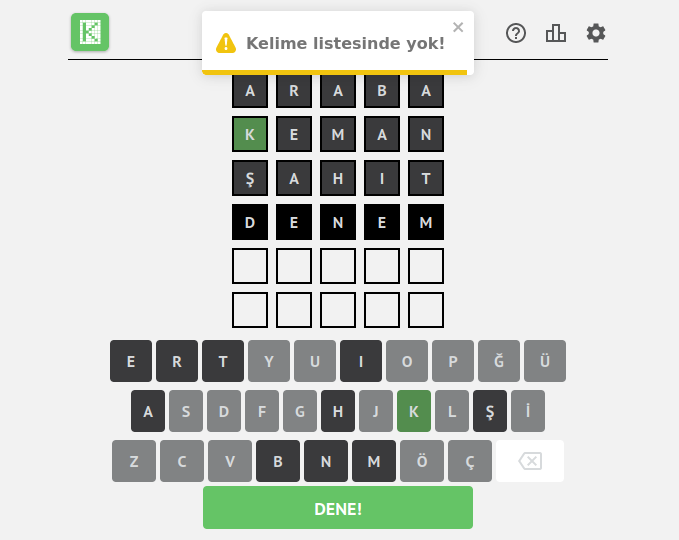 K
Kelime listesinde yok!
A R A B A
K E M A N
Ş A H I T
D E N E M
E R T Y U I O P Ğ Ü
A S D F G H J K L Ş İ
Z C V B N M Ö Ç
DENE!